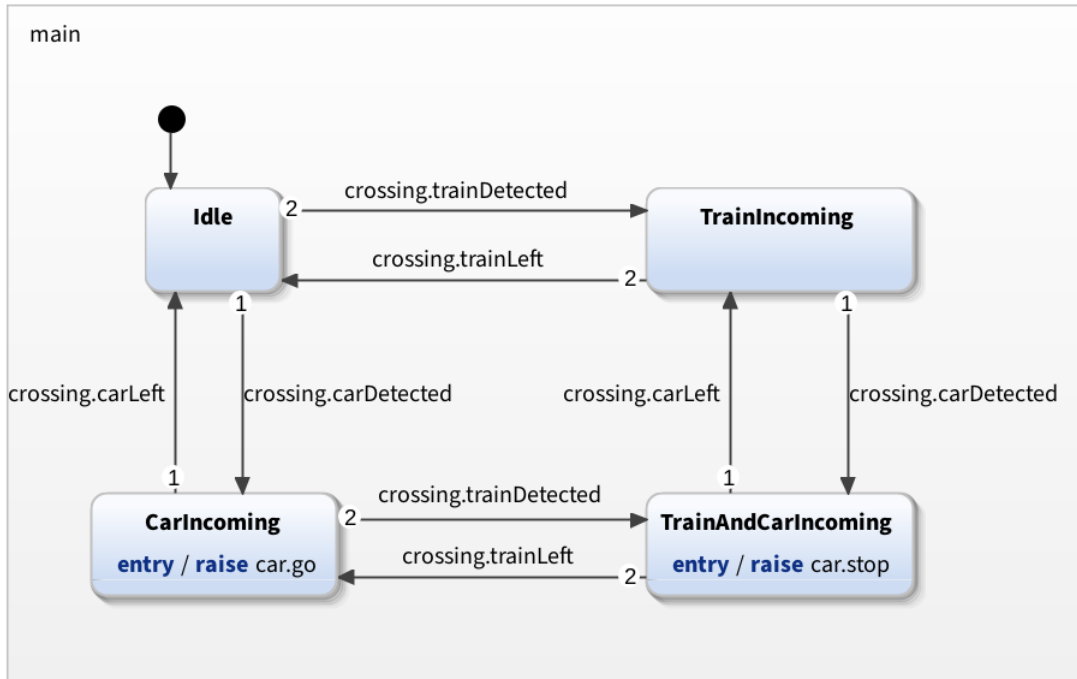 main
crossing.trainDetected
2
Idle
TrainIncoming
crossing.trainLeft
2
1
1
crossing.carLeft
crossing.carDetected
crossing.carLeft
crossing.carDetected
1
1
crossing.trainDetected
2
CarIncoming
TrainAndCarIncoming
crossing.trainLeft
entry / raise car.go
entry / raise car.stop
2